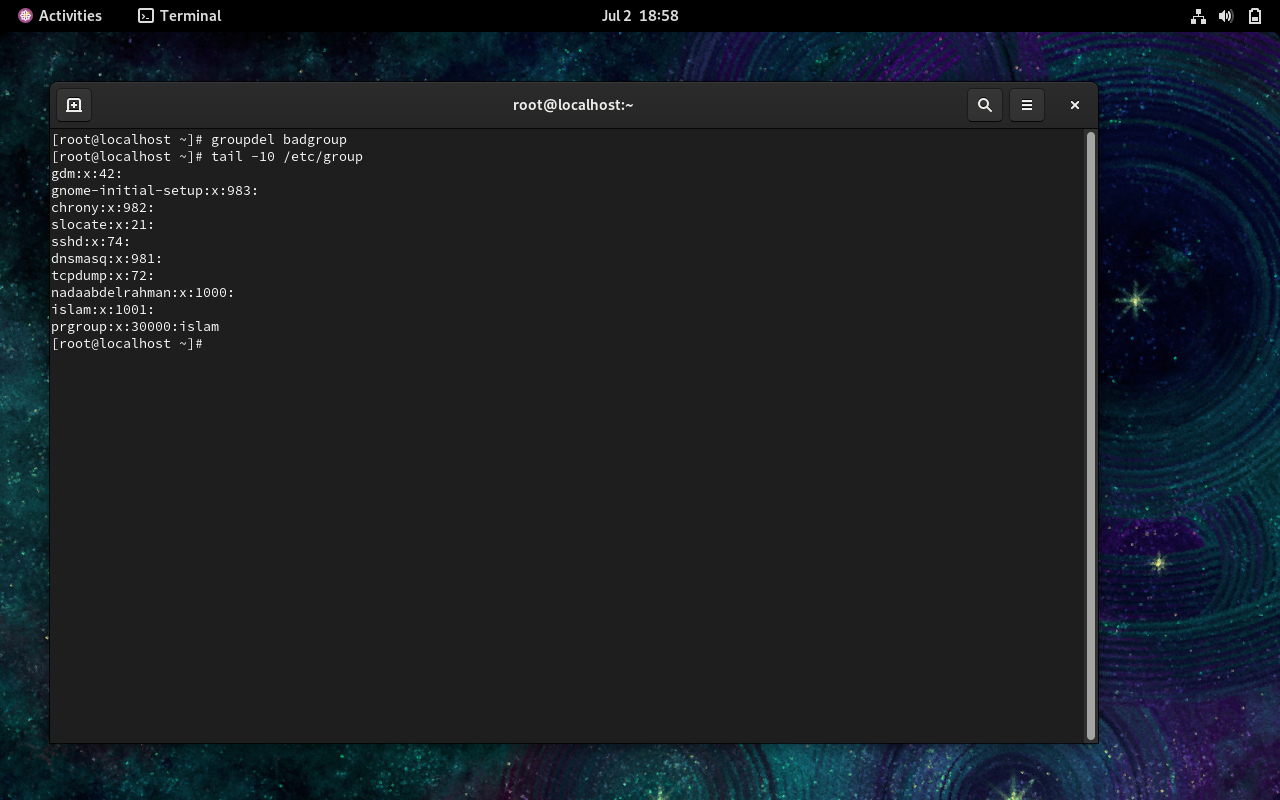 Activities
Terminal
Jul 2 18:58
root@localhost:~
[root@localhost ~]# groupdel badgroup
[root@localhost ~]# tail -10 /etc/group
gdm:x:42:
gnome-initial-setup:x:983:
chrony:x:982:
slocate:x:21:
sshd:x:74:
dnsmasq:x:981:
tcpdump:x:72:
nadaabdelrahman:x:1000:
islam:x:1001:
prgroup:x:30000:islam
[root@localhost ~]#